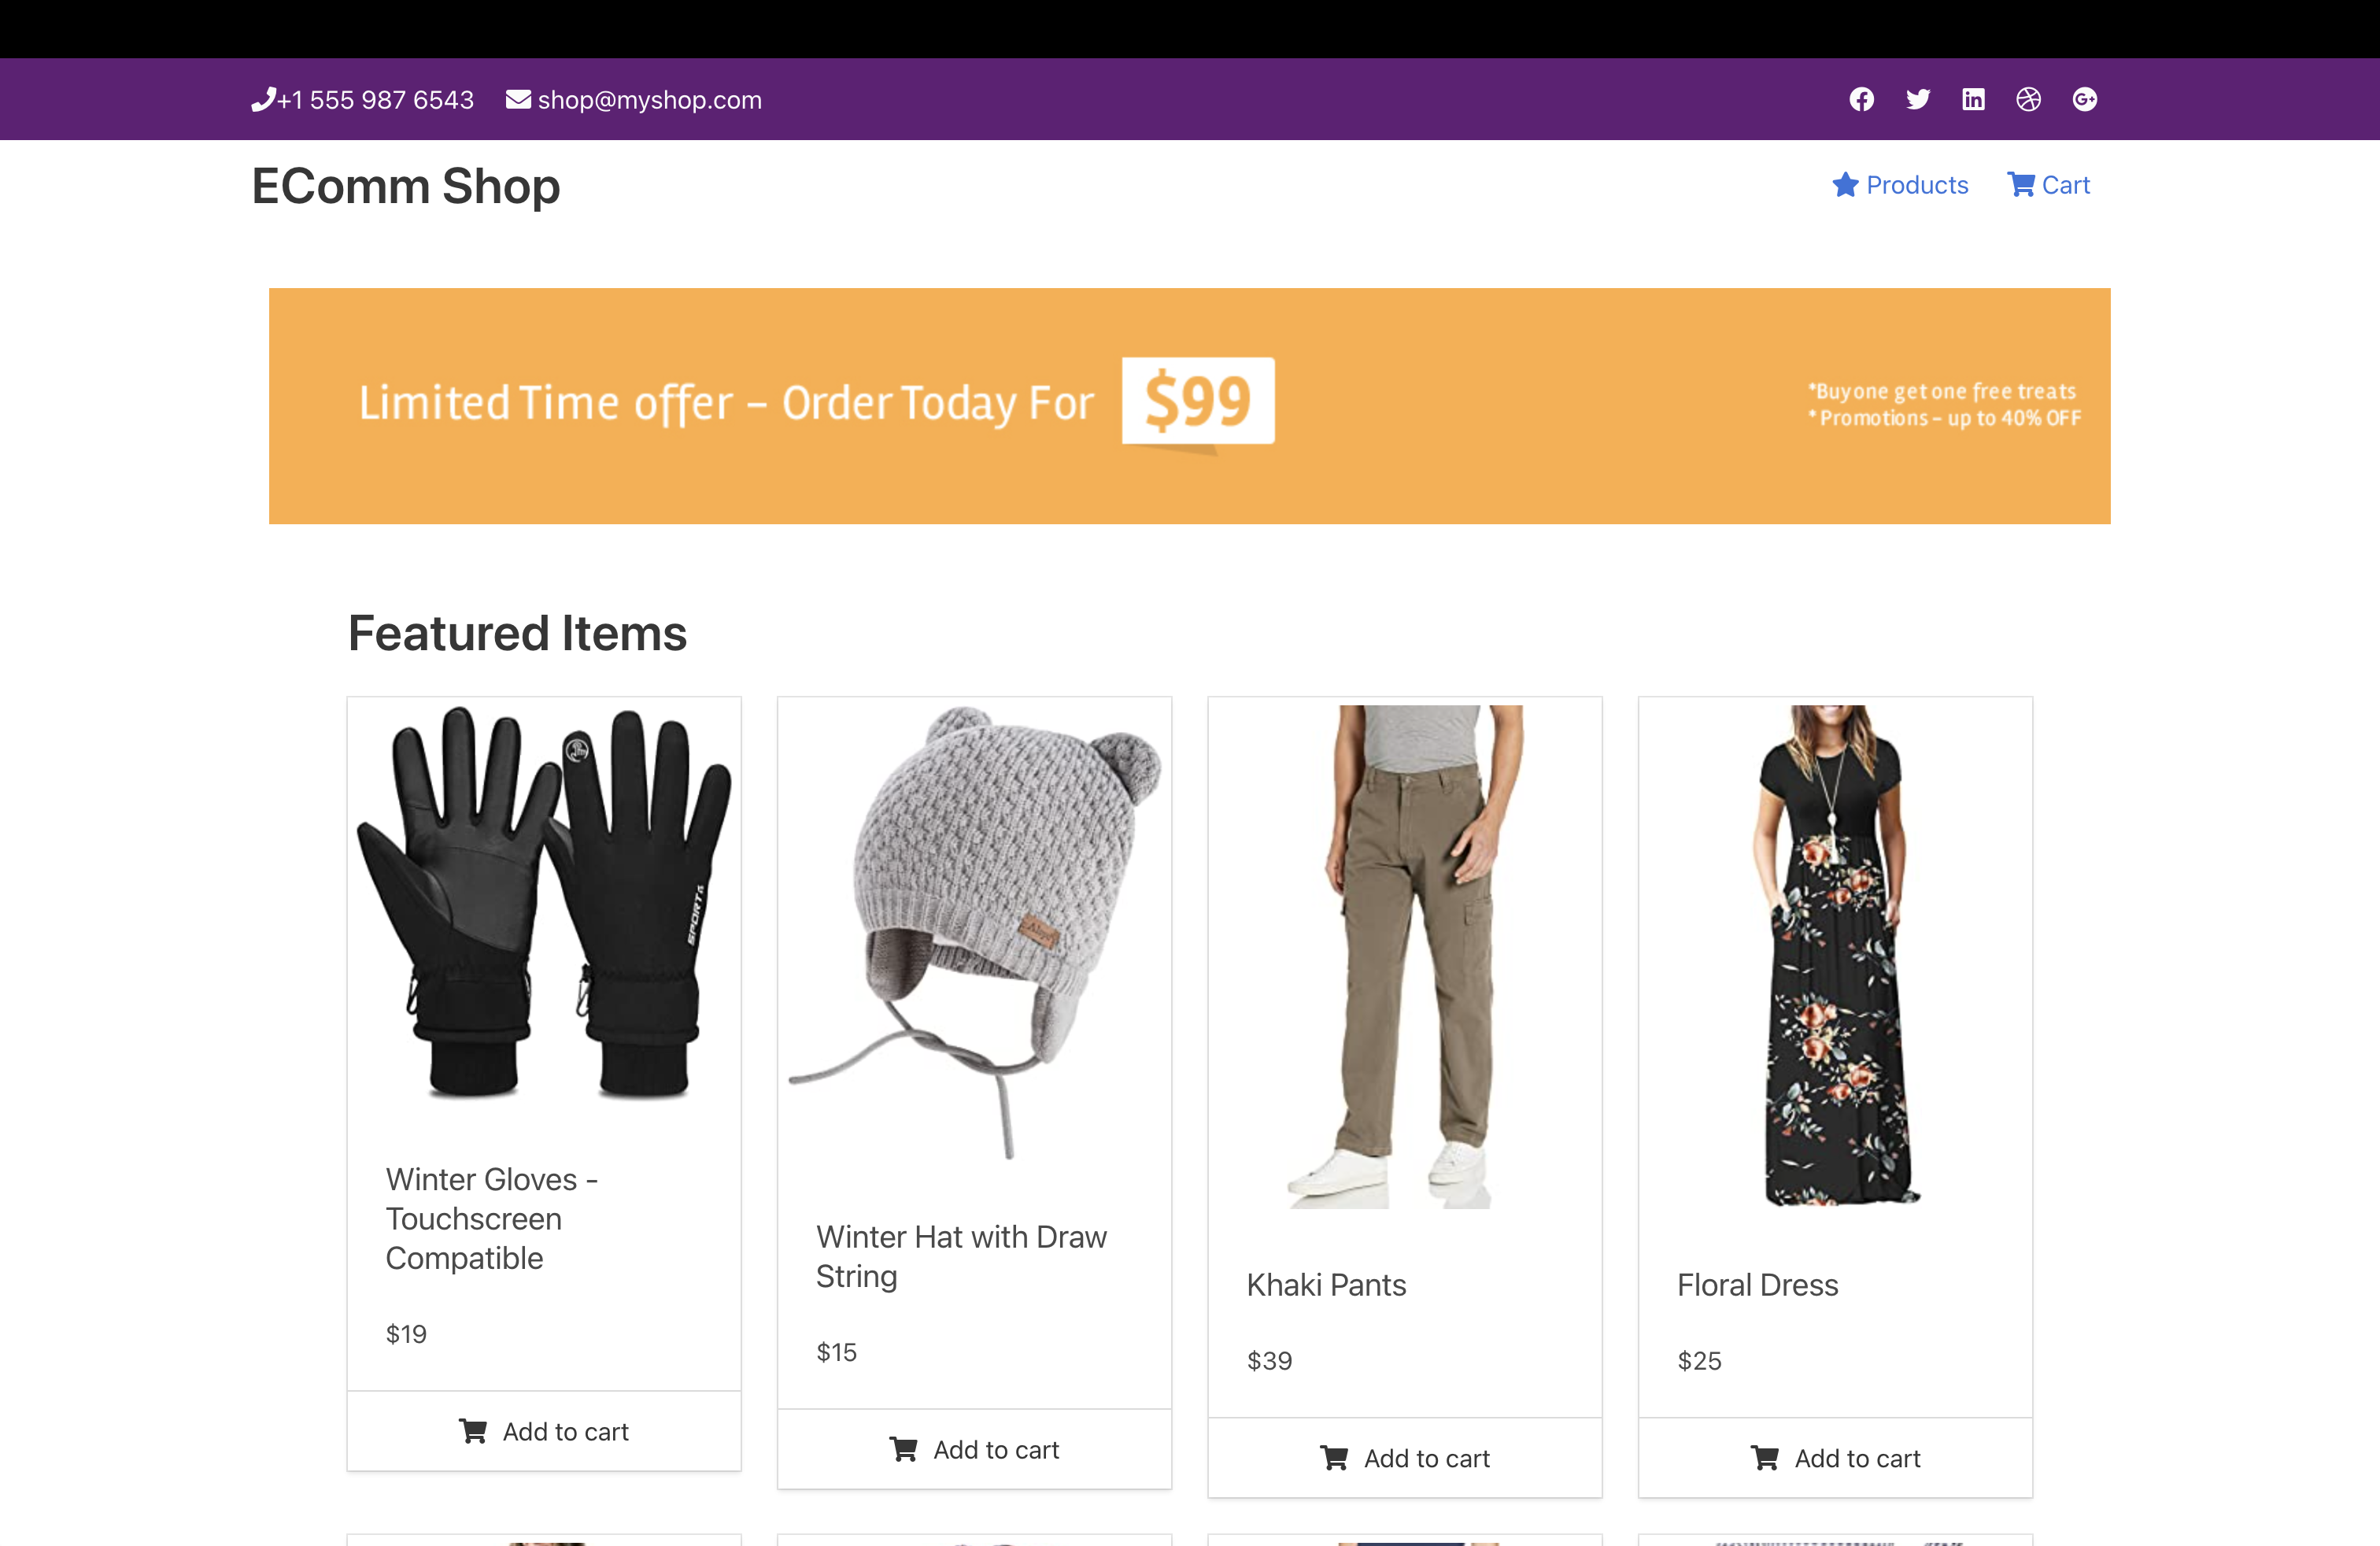 +1 555 987 6543 shop@myshop.com
EComm Shop
Products Cart
Limited Time offer – Order Today For $99
*Buy one get one free treats
* Promotions – up to 40% OFF
Featured Items
SPORT
Winter Gloves -
Touchscreen
Compatible
$19
Add to cart
Winter Hat with Draw
String
$15
Add to cart
Khaki Pants
$39
Add to cart
Floral Dress
$25
Add to cart